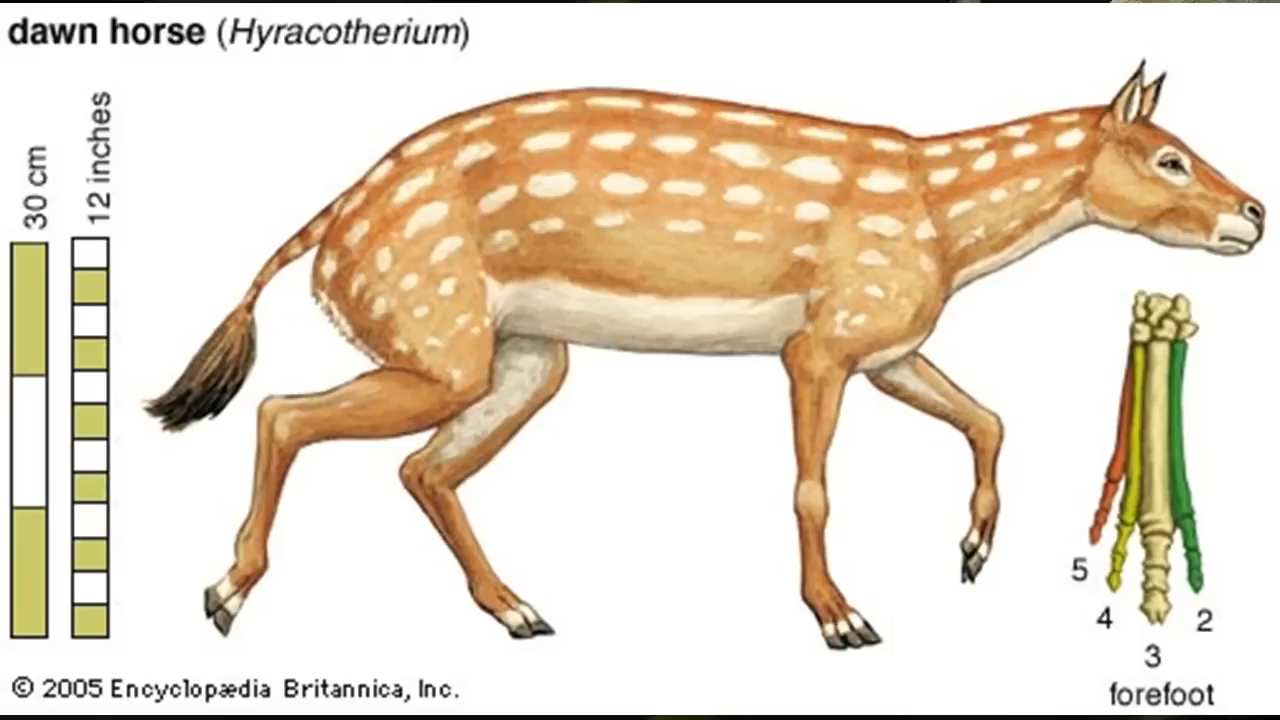 dawn horse (Hyracotherium)
30 cm
12 inches
5
4
2
3
forefoot
© 2005 Encyclopædia Britannica, Inc.